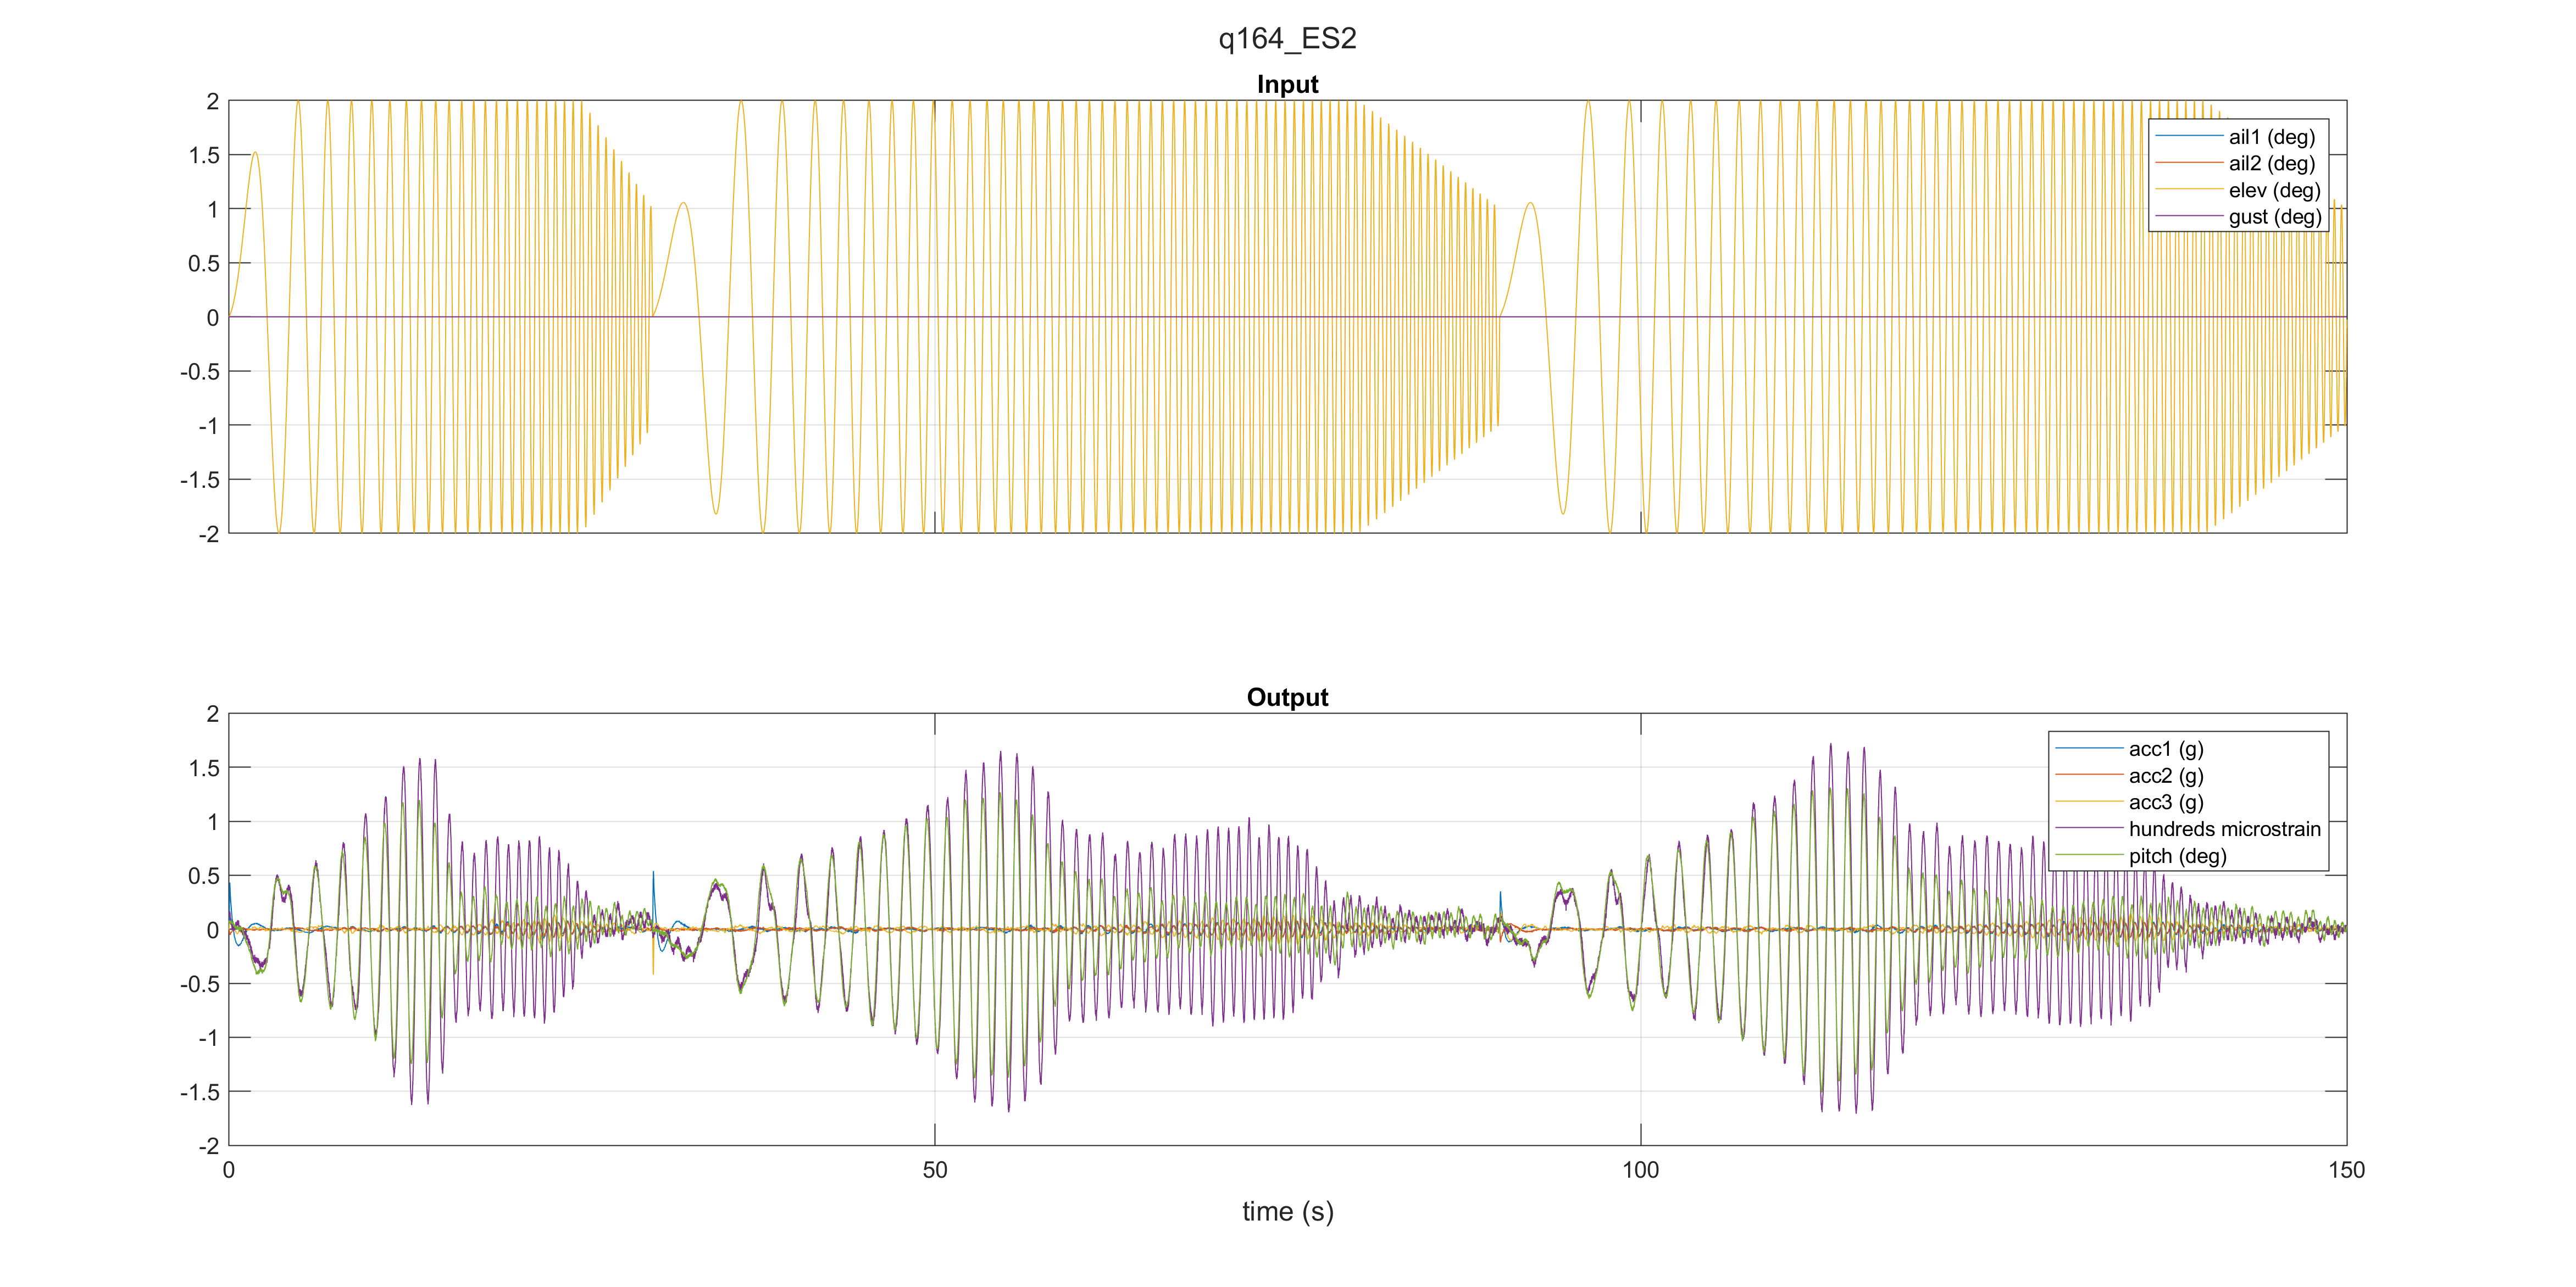 q164_ES2
Input
2
1.5
1
0.5
0
-0.5
-1
-1.5
-2
ail1 (deg)
ail2 (deg)
elev (deg)
gust (deg)
Output
2
1.5
1
0.5
0
-0.5
-1
-1.5
-2
acc1 (g)
acc2 (g)
acc3 (g)
hundreds microstrain
pitch (deg)
0
50
100
150
time (s)